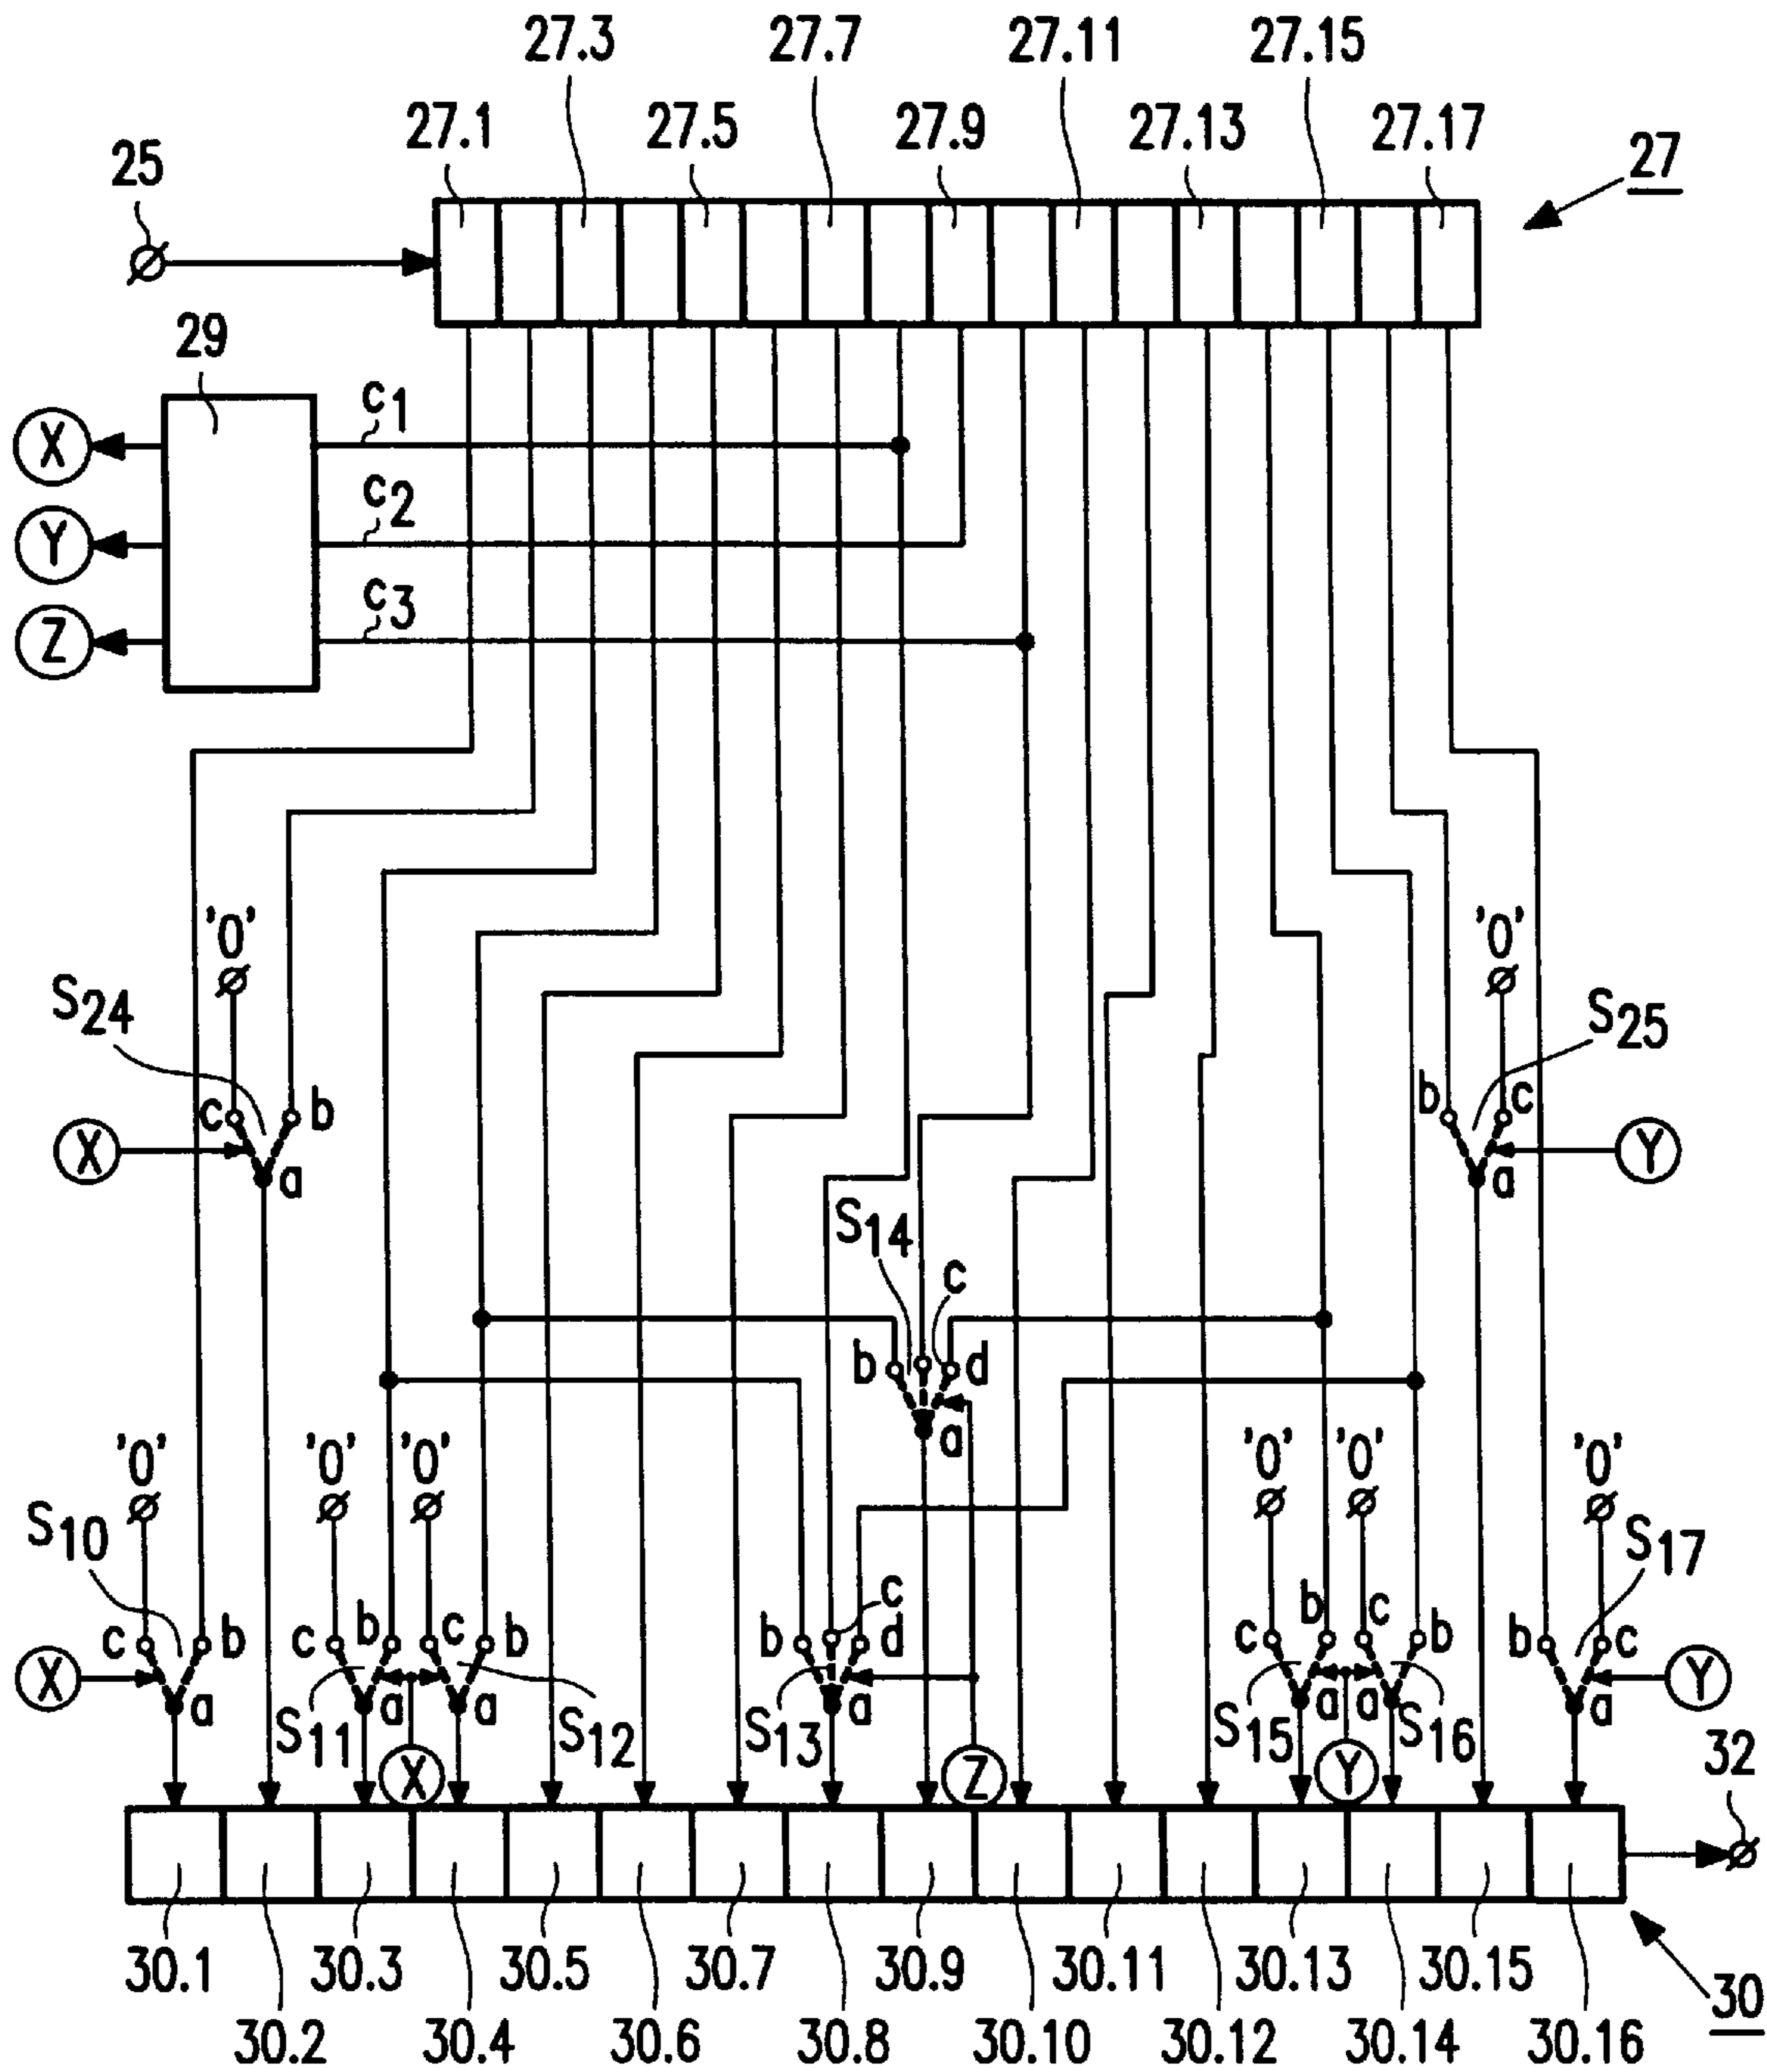 27.3 27.7 27.11 27.15
27.1 27.5 27.9 27.13 27.17
25
27
29
X
c1
Y
c2
Z
c3
'0' '0'
S24 S25
c b b c
X Y
a a
S14
c
b d
a
'0' '0' '0' '0' '0' '0'
S10 S17
c b c b c b b c d c b c b b c
X Y
a a a a a a a
S11 S12 S13 S15 S16
X Z Y
32
30.1 30.3 30.5 30.7 30.9 30.11 30.13 30.15
30
30.2 30.4 30.6 30.8 30.10 30.12 30.14 30.16